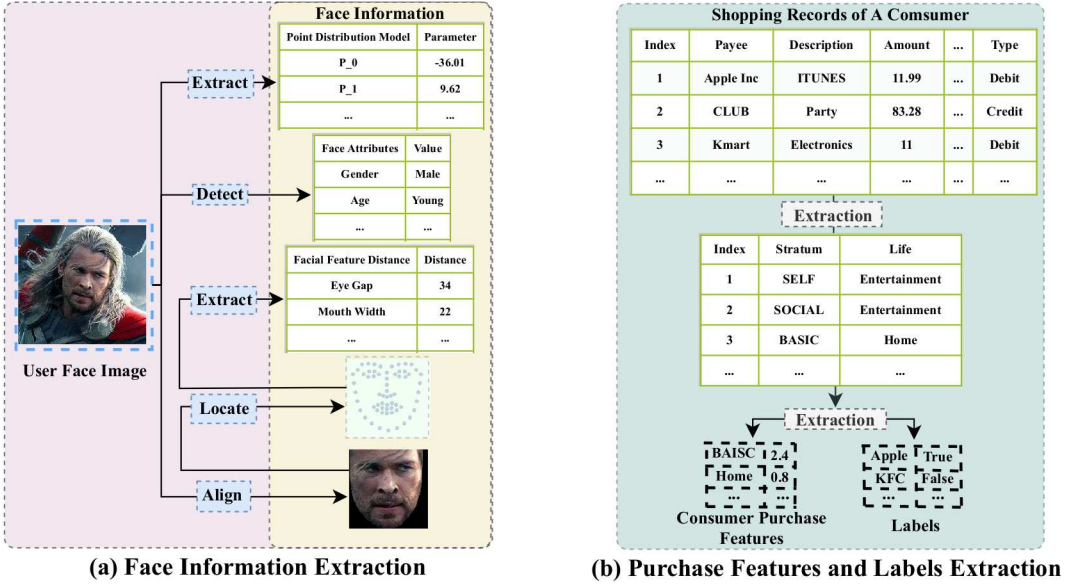 Face Information
Point Distribution Model Parameter
P_0 -36.01
P_1 9.62
... ...
Extract
Face Attributes Value
Gender Male
Age Young
... ...
Detect
Facial Feature Distance Distance
Eye Gap 34
Mouth Width 22
... ...
Extract
User Face Image
Locate
Align
(a) Face Information Extraction
Shopping Records of A Comsumer
Index Payee Description Amount ... Type
1 Apple Inc ITUNES 11.99 ... Debit
2 CLUB Party 83.28 ... Credit
3 Kmart Electronics 11 ... Debit
... ... ... ... ... ...
Extraction
Index Stratum Life
1 SELF Entertainment
2 SOCIAL Entertainment
3 BASIC Home
... ... ...
Extraction
BAISC 2.4
Home 0.8
... ...
Consumer Purchase
Features
Apple True
KFC False
... ...
Labels
(b) Purchase Features and Labels Extraction